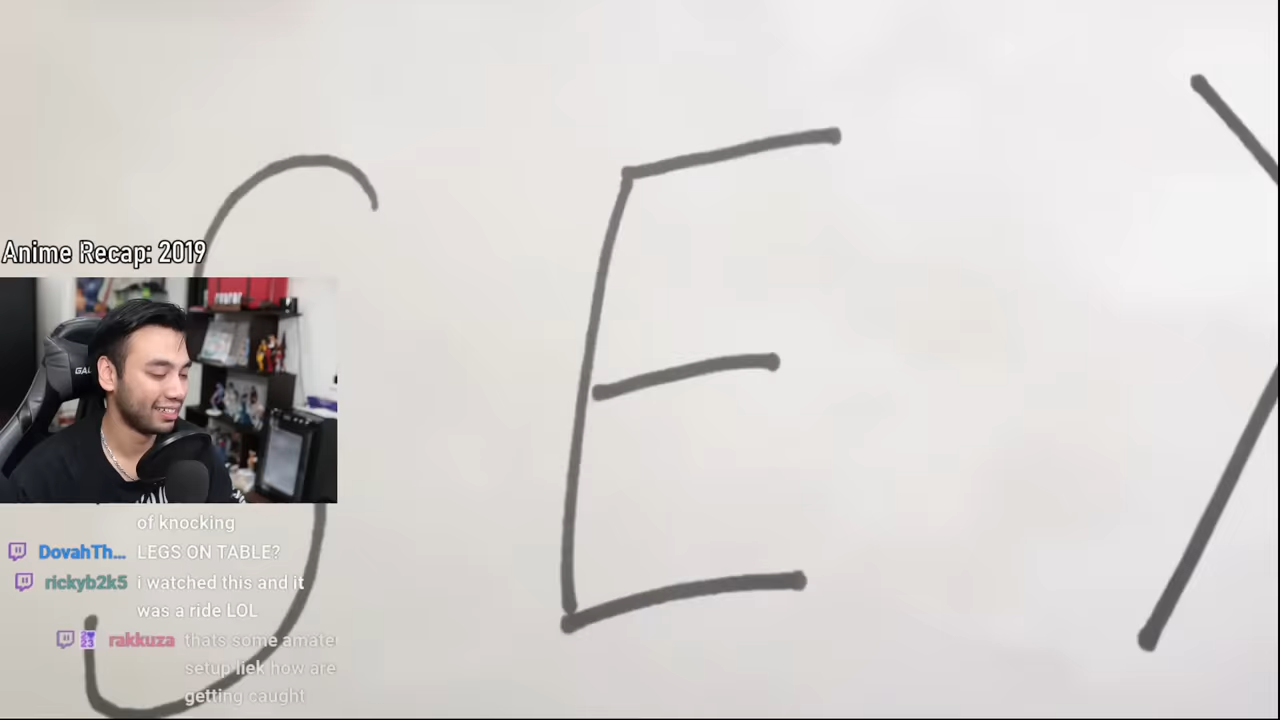 SEX
Anime Recap: 2019
of knocking
DovahTh... LEGS ON TABLE?
rickyb2k5 i watched this and it
was a ride LOL
rakkuza thats some amate
setup liek how are
getting caught